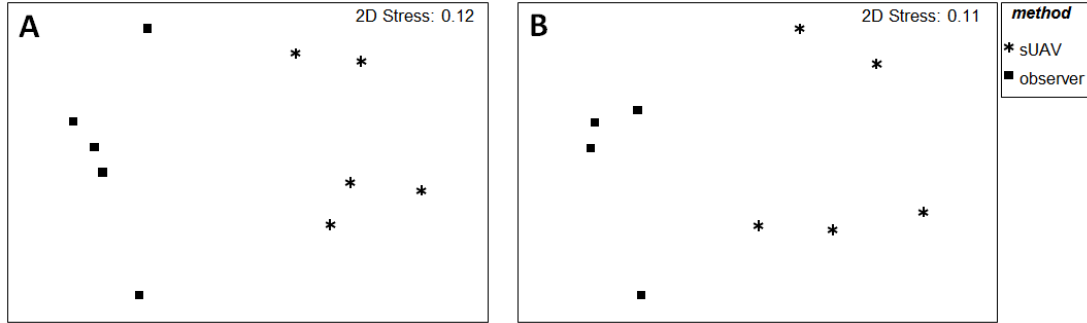 A
2D Stress: 0.12
B
2D Stress: 0.11
method
sUAV
observer